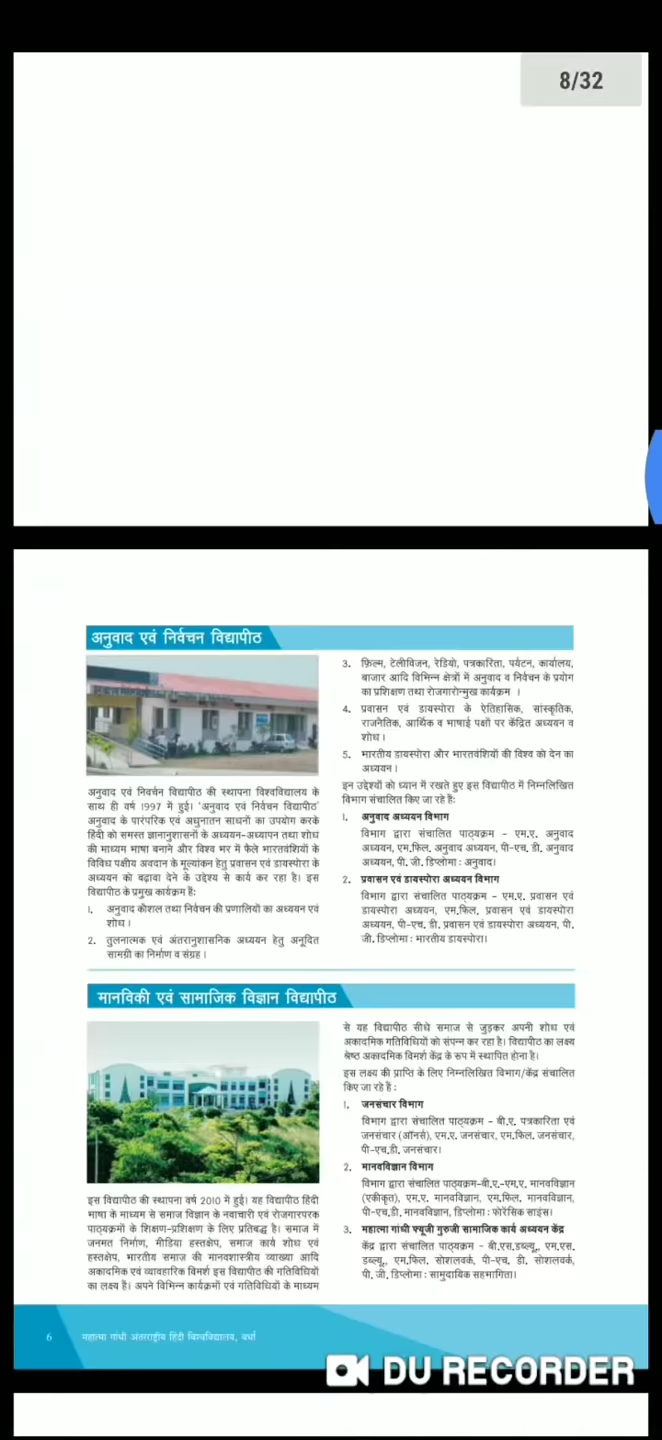 8/32
अनुवाद एवं निर्वचन विद्यापीठ
अनुवाद एवं निवर्चन विद्यापीठ की स्थापना विश्वविद्यालय के
साथ ही वर्ष 1997 में हुई। 'अनुवाद एवं निर्वचन विद्यापीठ'
अनुवाद के पारंपरिक एवं अधुनातन साधनों का उपयोग करके
हिंदी को समस्त ज्ञानानुशासनों के अध्ययन-अध्यापन तथा शोध
की माध्यम भाषा बनाने और विश्व भर में फैले भारतवंशियों के
विविध पक्षीय अवदान के मूल्यांकन हेतु प्रवासन एवं डायस्पोरा के
अध्ययन को बढ़ावा देने के उद्देश्य से कार्य कर रहा है। इस
विद्यापीठ के प्रमुख कार्यक्रम हैं:
1. अनुवाद कौशल तथा निर्वचन की प्रणालियों का अध्ययन एवं
शोध ।
2. तुलनात्मक एवं अंतरानुशासनिक अध्ययन हेतु अनूदित
सामग्री का निर्माण व संग्रह ।
3. फ़िल्म, टेलीविजन, रेडियो, पत्रकारिता, पर्यटन, कार्यालय,
बाजार आदि विभिन्न क्षेत्रों में अनुवाद व निर्वचन के प्रयोग
का प्रशिक्षण तथा रोजगारोन्मुख कार्यक्रम ।
4. प्रवासन एवं डायस्पोरा के ऐतिहासिक, सांस्कृतिक,
राजनैतिक, आर्थिक व भाषाई पक्षों पर केंद्रित अध्ययन व
शोध ।
5. भारतीय डायस्पोरा और भारतवंशियों की विश्व को देन का
अध्ययन ।
इन उद्देश्यों को ध्यान में रखते हुए इस विद्यापीठ में निम्नलिखित
विभाग संचालित किए जा रहे हैं:
1. अनुवाद अध्ययन विभाग
विभाग द्वारा संचालित पाठ्यक्रम - एम.ए. अनुवाद
अध्ययन, एम.फिल. अनुवाद अध्ययन, पी-एच. डी. अनुवाद
अध्ययन, पी. जी. डिप्लोमा : अनुवाद।
2. प्रवासन एवं डायस्पोरा अध्ययन विभाग
विभाग द्वारा संचालित पाठ्यक्रम - एम.ए. प्रवासन एवं
डायस्पोरा अध्ययन, एम.फिल. प्रवासन एवं डायस्पोरा
अध्ययन, पी-एच. डी. प्रवासन एवं डायस्पोरा अध्ययन, पी.
जी. डिप्लोमा : भारतीय डायस्पोरा।
मानविकी एवं सामाजिक विज्ञान विद्यापीठ
इस विद्यापीठ की स्थापना वर्ष 2010 में हुई। यह विद्यापीठ हिंदी
भाषा के माध्यम से समाज विज्ञान के नवाचारी एवं रोजगारपरक
पाठ्यक्रमों के शिक्षण-प्रशिक्षण के लिए प्रतिबद्ध है। समाज में
जनमत निर्माण, मीडिया हस्तक्षेप, समाज कार्य शोध एवं
हस्तक्षेप, भारतीय समाज की मानवशास्त्रीय व्याख्या आदि
अकादमिक एवं व्यावहारिक विमर्श इस विद्यापीठ की गतिविधियों
का लक्ष्य है। अपने विभिन्न कार्यक्रमों एवं गतिविधियों के माध्यम
से यह विद्यापीठ सीधे समाज से जुड़कर अपनी शोध एवं
अकादमिक गतिविधियों को संपन्न कर रहा है। विद्यापीठ का लक्ष्य
श्रेष्ठ अकादमिक विमर्श केंद्र के रुप में स्थापित होना है।
इस लक्ष्य की प्राप्ति के लिए निम्नलिखित विभाग/केंद्र संचालित
किए जा रहे हैं :
1. जनसंचार विभाग
विभाग द्वारा संचालित पाठ्यक्रम - बी.ए. पत्रकारिता एवं
जनसंचार (ऑनर्स), एम.ए. जनसंचार, एम.फिल. जनसंचार,
पी-एच.डी. जनसंचार।
2. मानवविज्ञान विभाग
विभाग द्वारा संचालित पाठ्यक्रम-बी.ए.-एम.ए. मानवविज्ञान
(एकीकृत), एम.ए. मानवविज्ञान, एम.फिल. मानवविज्ञान,
पी-एच.डी. मानवविज्ञान, डिप्लोमा : फोरेंसिक साइंस।
3. महात्मा गांधी फ्यूजी गुरुजी सामाजिक कार्य अध्ययन केंद्र
केंद्र द्वारा संचालित पाठ्यक्रम - बी.एस.डब्ल्यू., एम.एस.
डब्ल्यू., एम.फिल. सोशलवर्क, पी-एच. डी. सोशलवर्क,
पी. जी. डिप्लोमा : सामुदायिक सहभागिता।
6 महात्मा गांधी अंतरराष्ट्रीय हिंदी विश्वविद्यालय, वर्धा
DU RECORDER